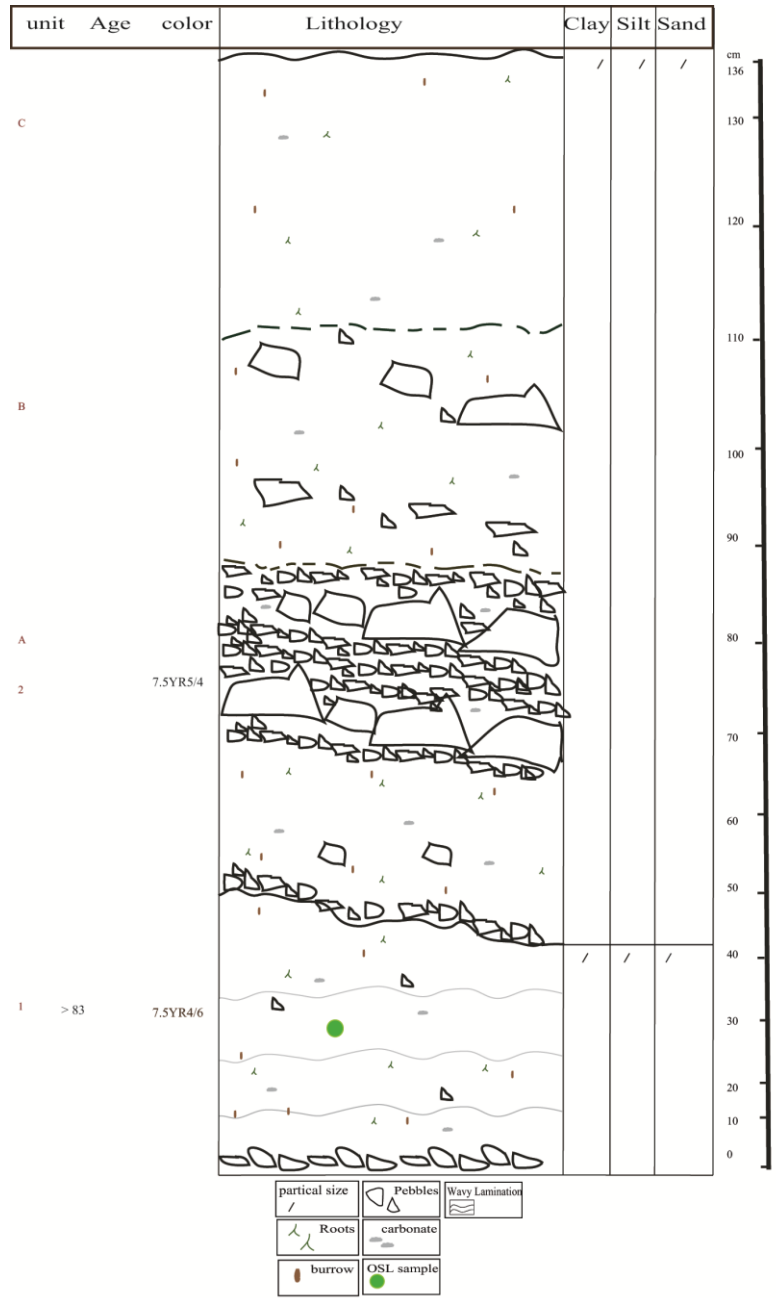 unit Age color Lithology Clay Silt Sand
cm
136
130
C
120
110
B
100
90
A
80
2 7.5YR5/4
70
60
50
40
1 > 83 7.5YR4/6
30
20
10
0
partical size Pebbles Wavy Lamination
Roots carbonate
burrow OSL sample